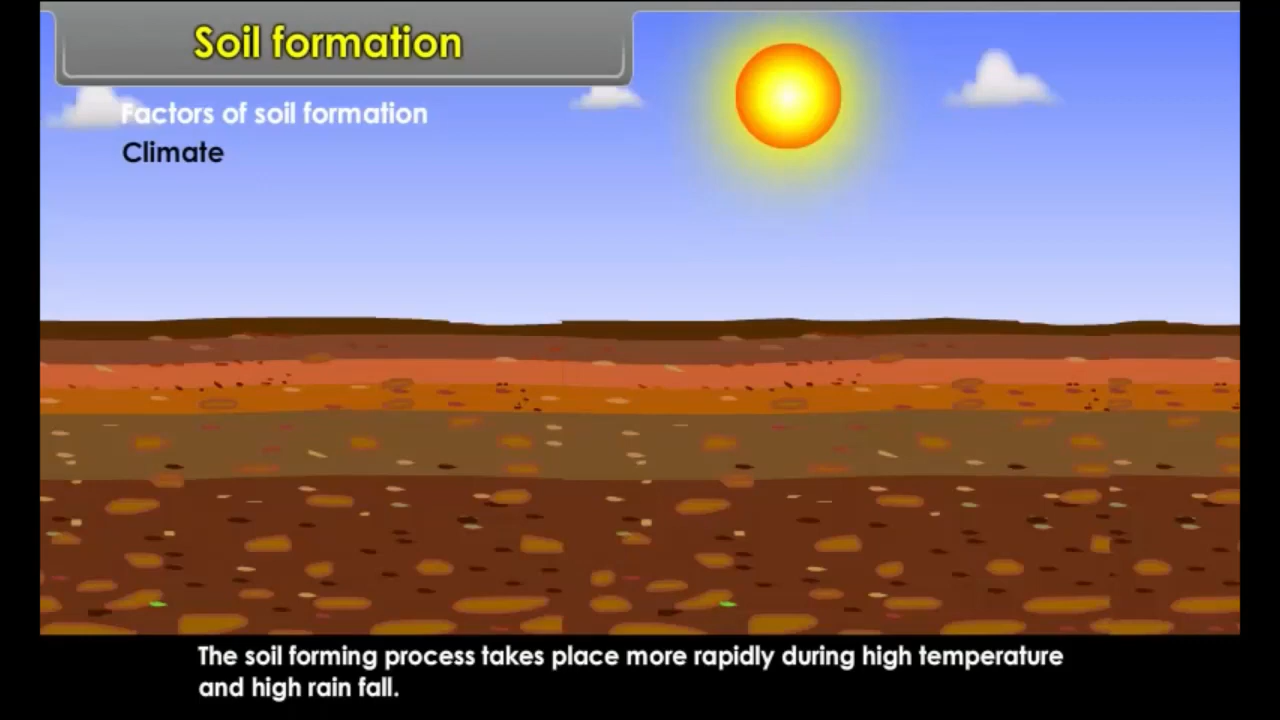 Soil formation
Factors of soil formation
Climate
The soil forming process takes place more rapidly during high temperature
and high rain fall.